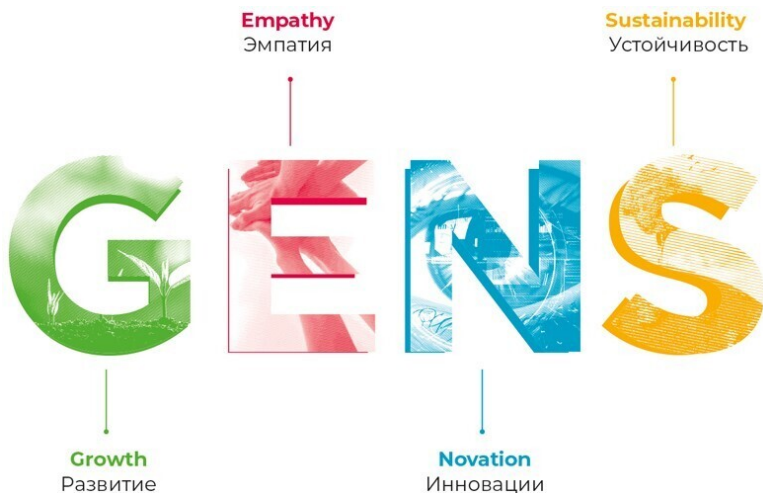 Empathy
Эмпатия
Sustainability
Устойчивость
GENS
Growth
Развитие
Novation
Инновации